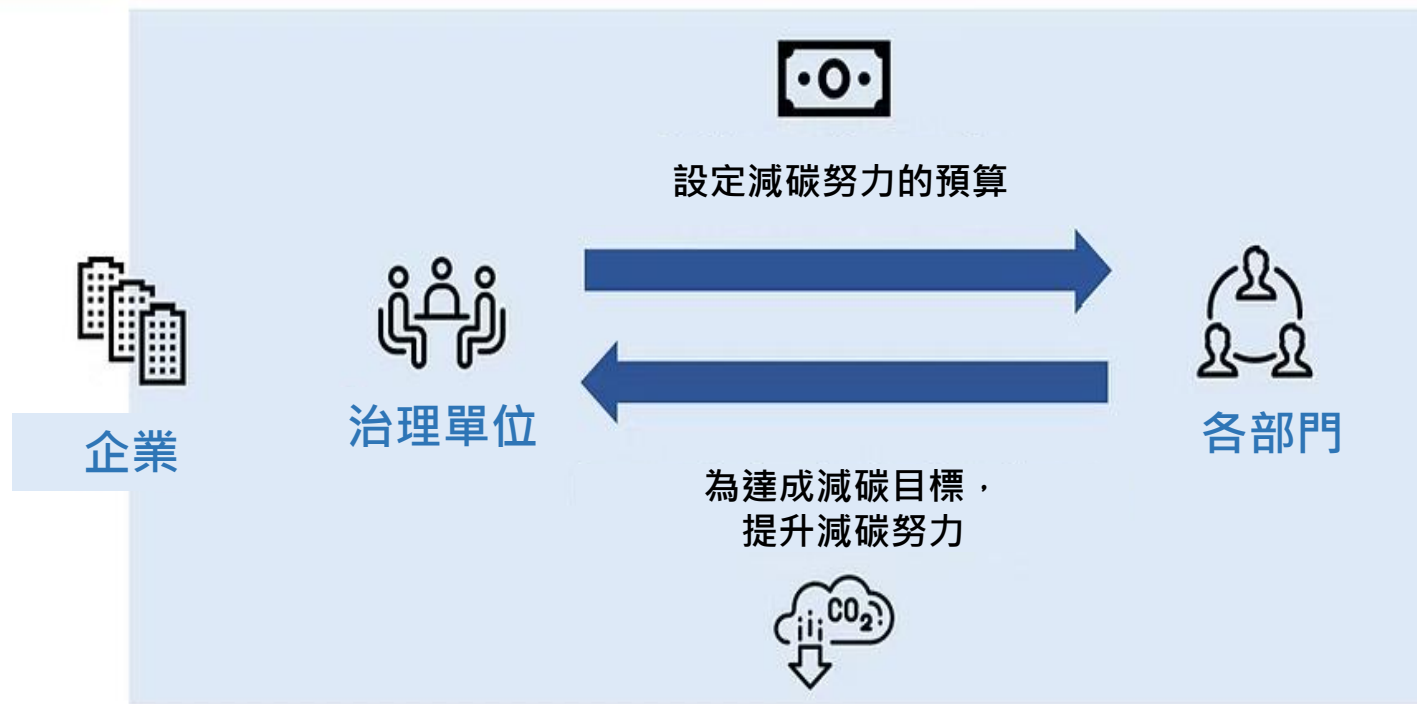 設定減碳努力的預算
企業
治理單位
各部門
為達成減碳目標，
提升減碳努力
CO₂